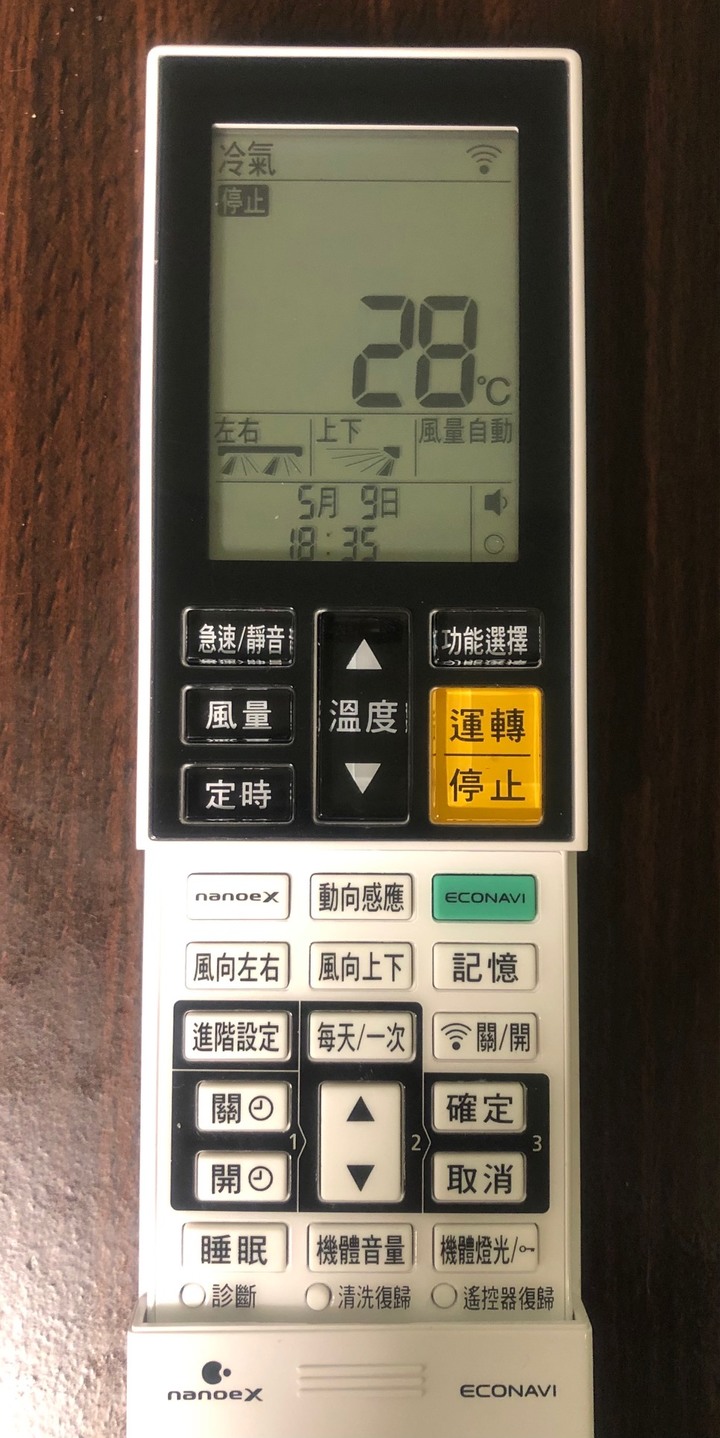 冷氣
停止
28℃
左右 上下 風量自動
5月 9日
18:35
急速/靜音 功能選擇
風量 溫度 運轉
定時 停止
nanoeX 動向感應 ECONAVI
風向左右 風向上下 記憶
進階設定 每天/一次 關/開
關 確定
1 2 3
開 取消
睡眠 機體音量 機體燈光/
診斷 清洗復歸 遙控器復歸
nanoeX ECONAVI